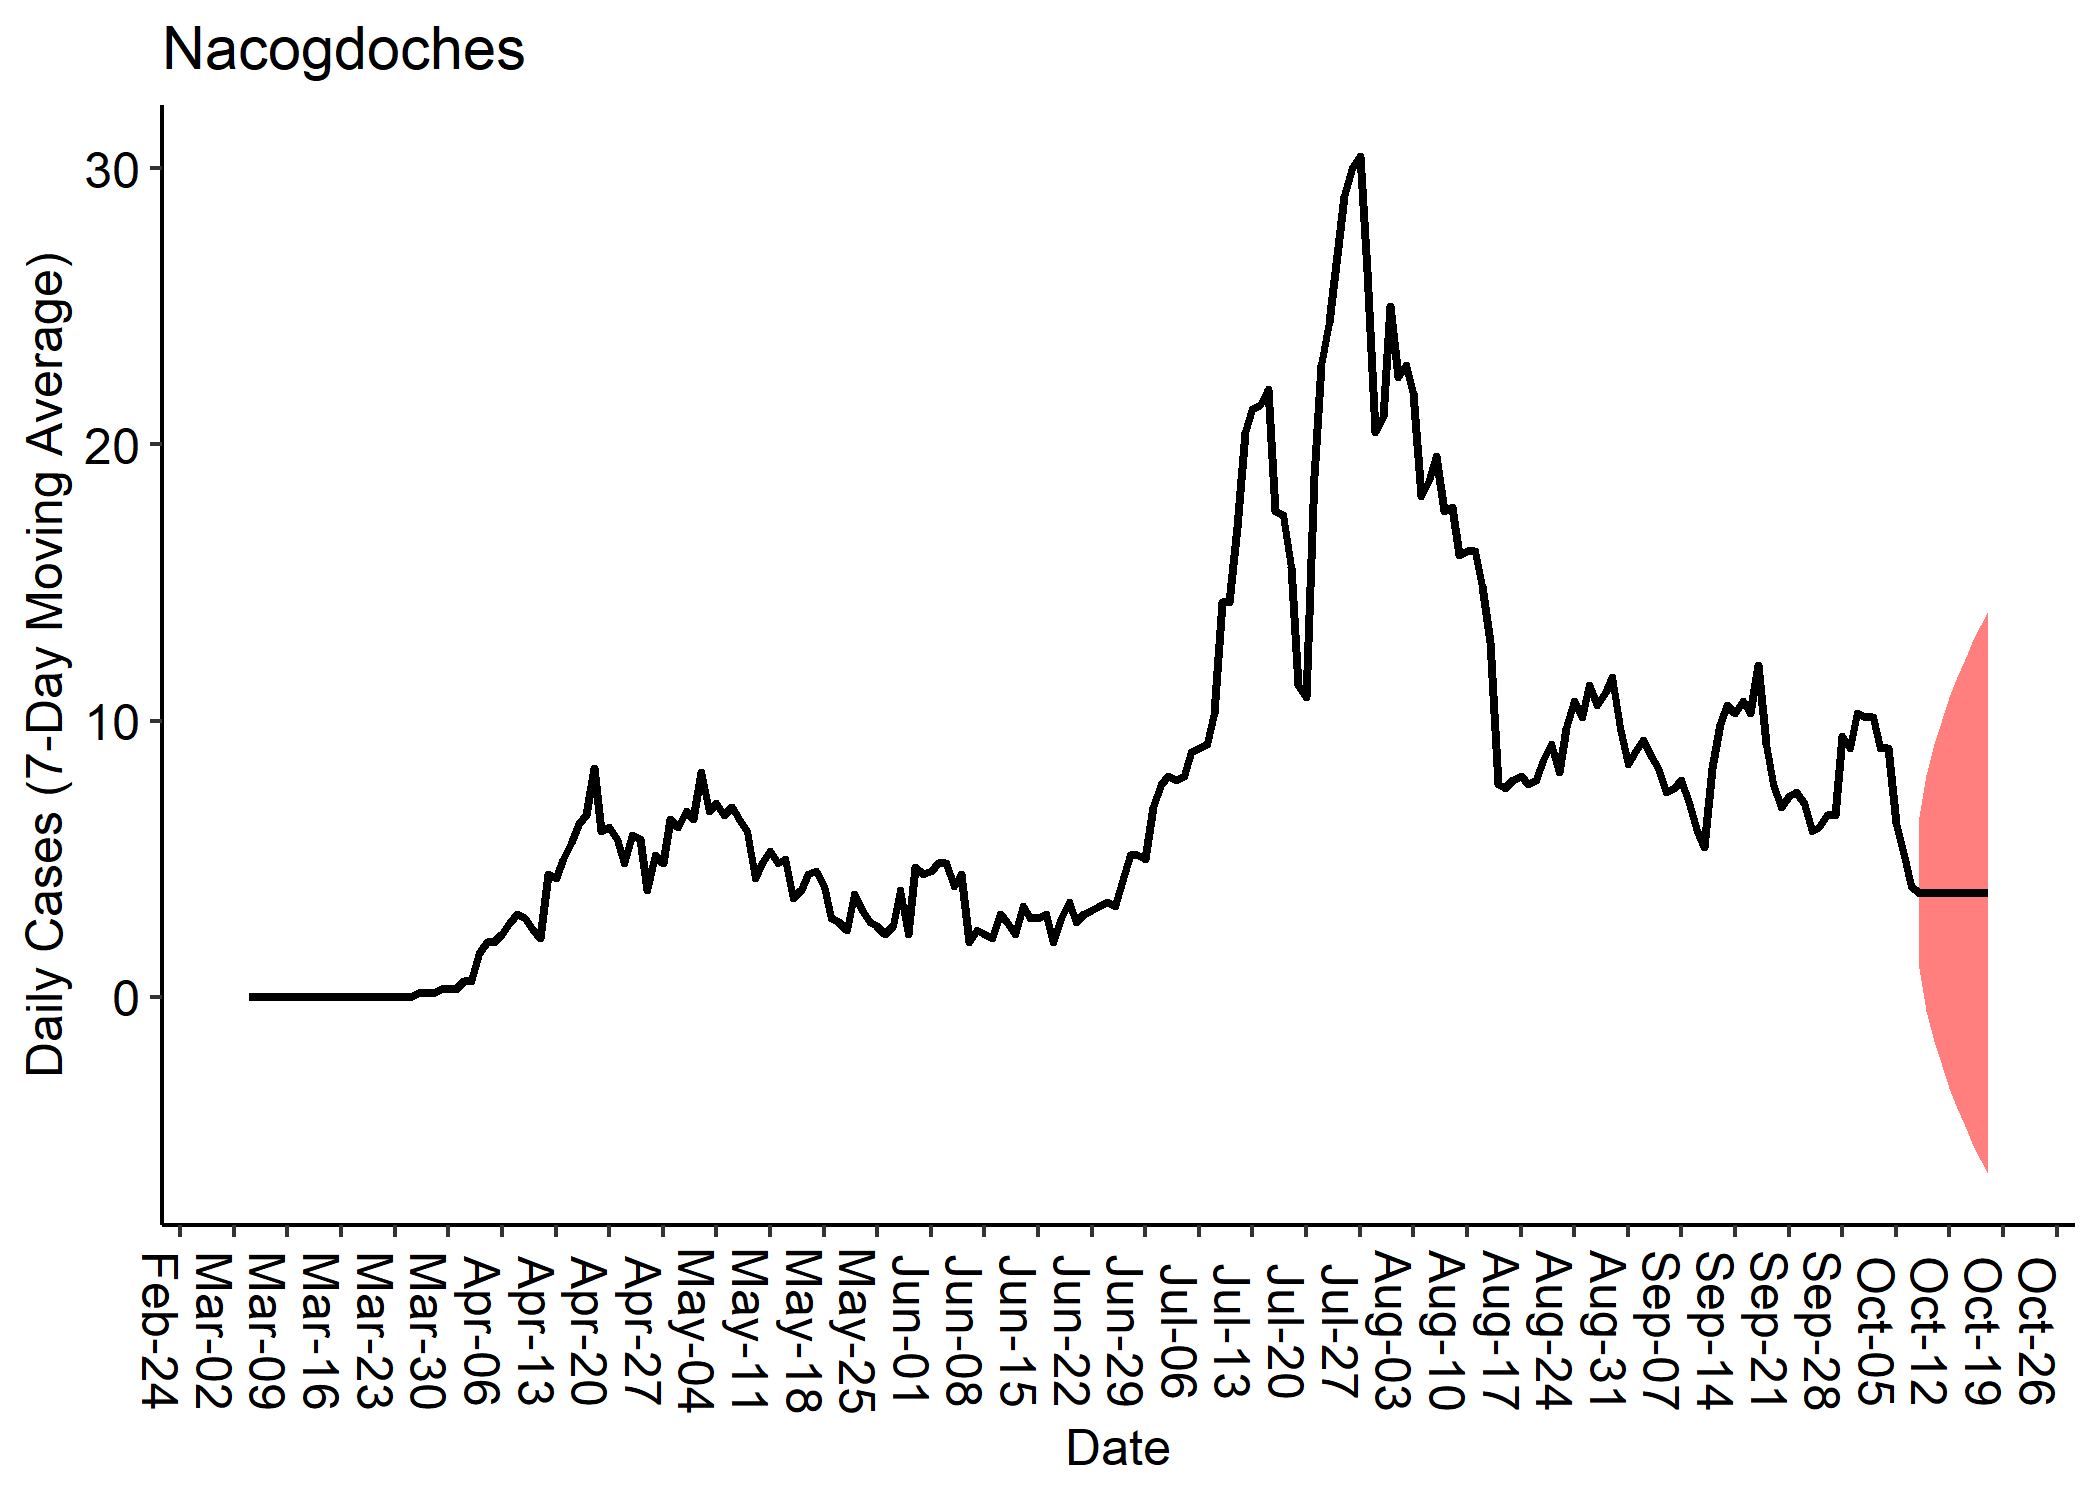 Nacogdoches
Daily Cases (7-Day Moving Average)
30
20
10
0
Feb-24
Mar-02
Mar-09
Mar-16
Mar-23
Mar-30
Apr-06
Apr-13
Apr-20
Apr-27
May-04
May-11
May-18
May-25
Jun-01
Jun-08
Jun-15
Jun-22
Jun-29
Jul-06
Jul-13
Jul-20
Jul-27
Aug-03
Aug-10
Aug-17
Aug-24
Aug-31
Sep-07
Sep-14
Sep-21
Sep-28
Oct-05
Oct-12
Oct-19
Oct-26
Date